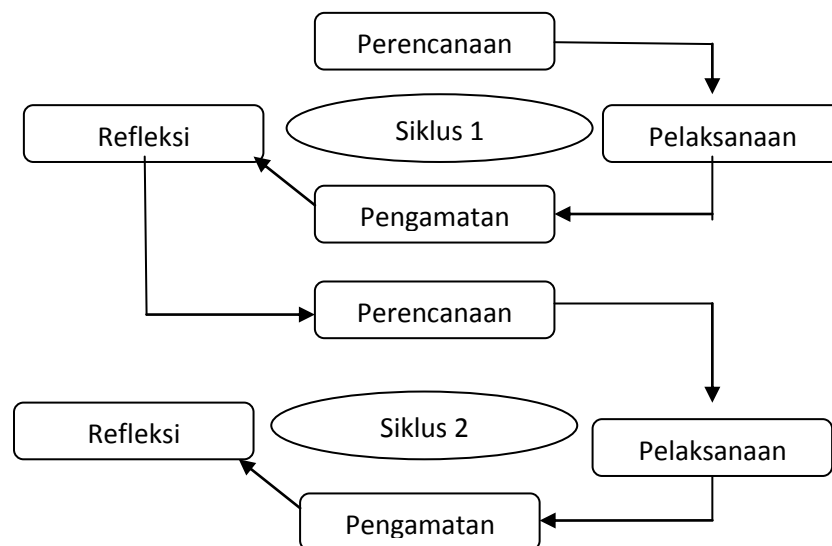 Perencanaan
Refleksi
Siklus 1
Pelaksanaan
Pengamatan
Perencanaan
Refleksi
Siklus 2
Pelaksanaan
Pengamatan